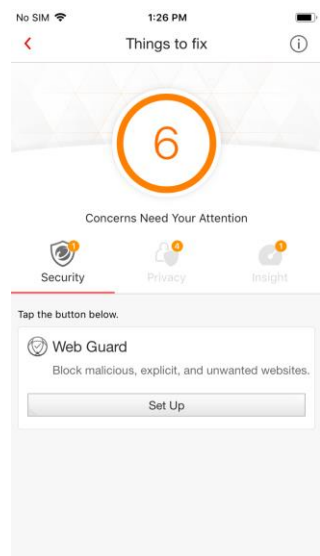 No SIM 1:26 PM
Things to fix
6
Concerns Need Your Attention
1 4 1
Security Privacy Insight
Tap the button below.
Web Guard
Block malicious, explicit, and unwanted websites.
Set Up